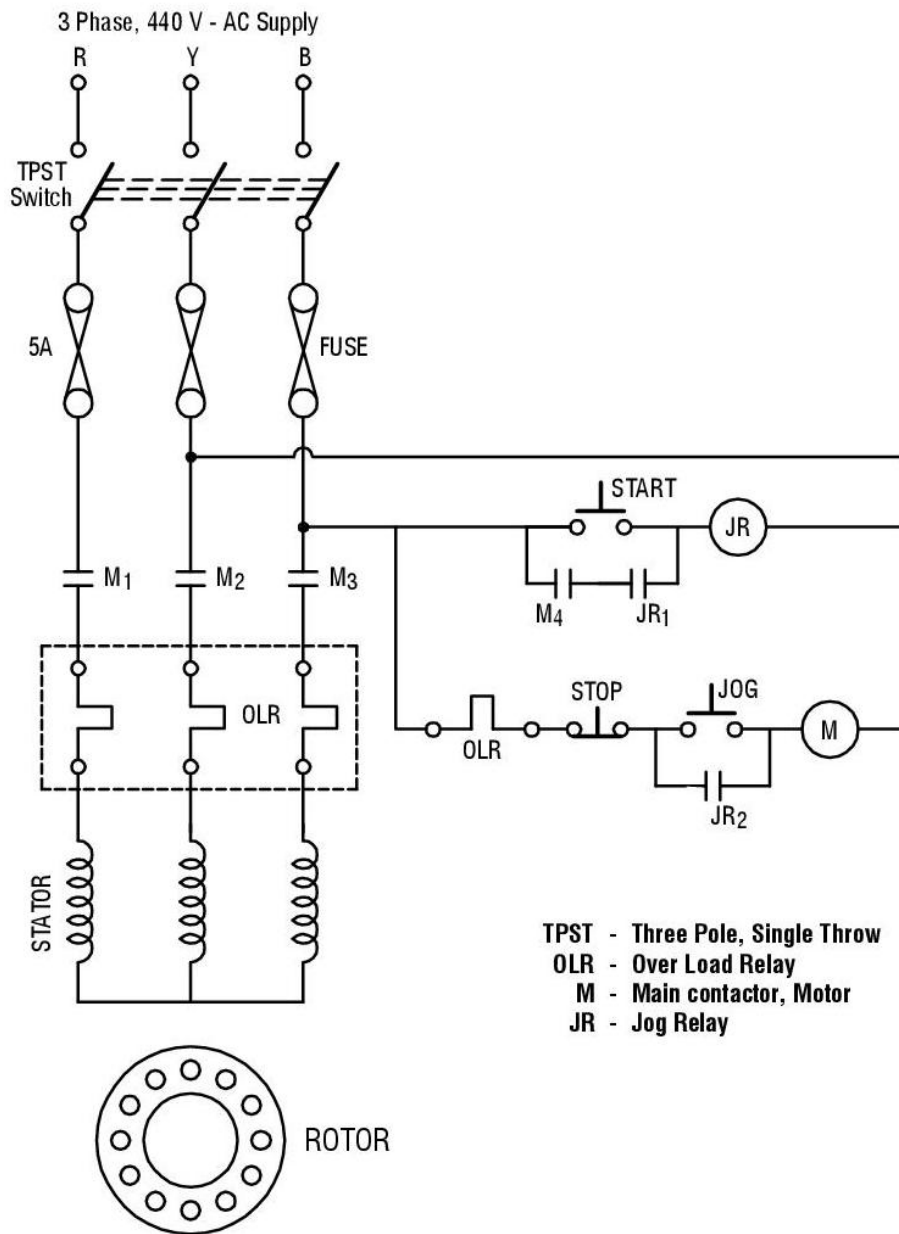 3 Phase, 440 V - AC Supply
R Y B
TPST
Switch
5A FUSE
START
JR
M1 M2 M3
M4 JR1
OLR
STOP JOG
M
OLR
JR2
STATOR
TPST - Three Pole, Single Throw
OLR - Over Load Relay
M - Main contactor, Motor
JR - Jog Relay
ROTOR